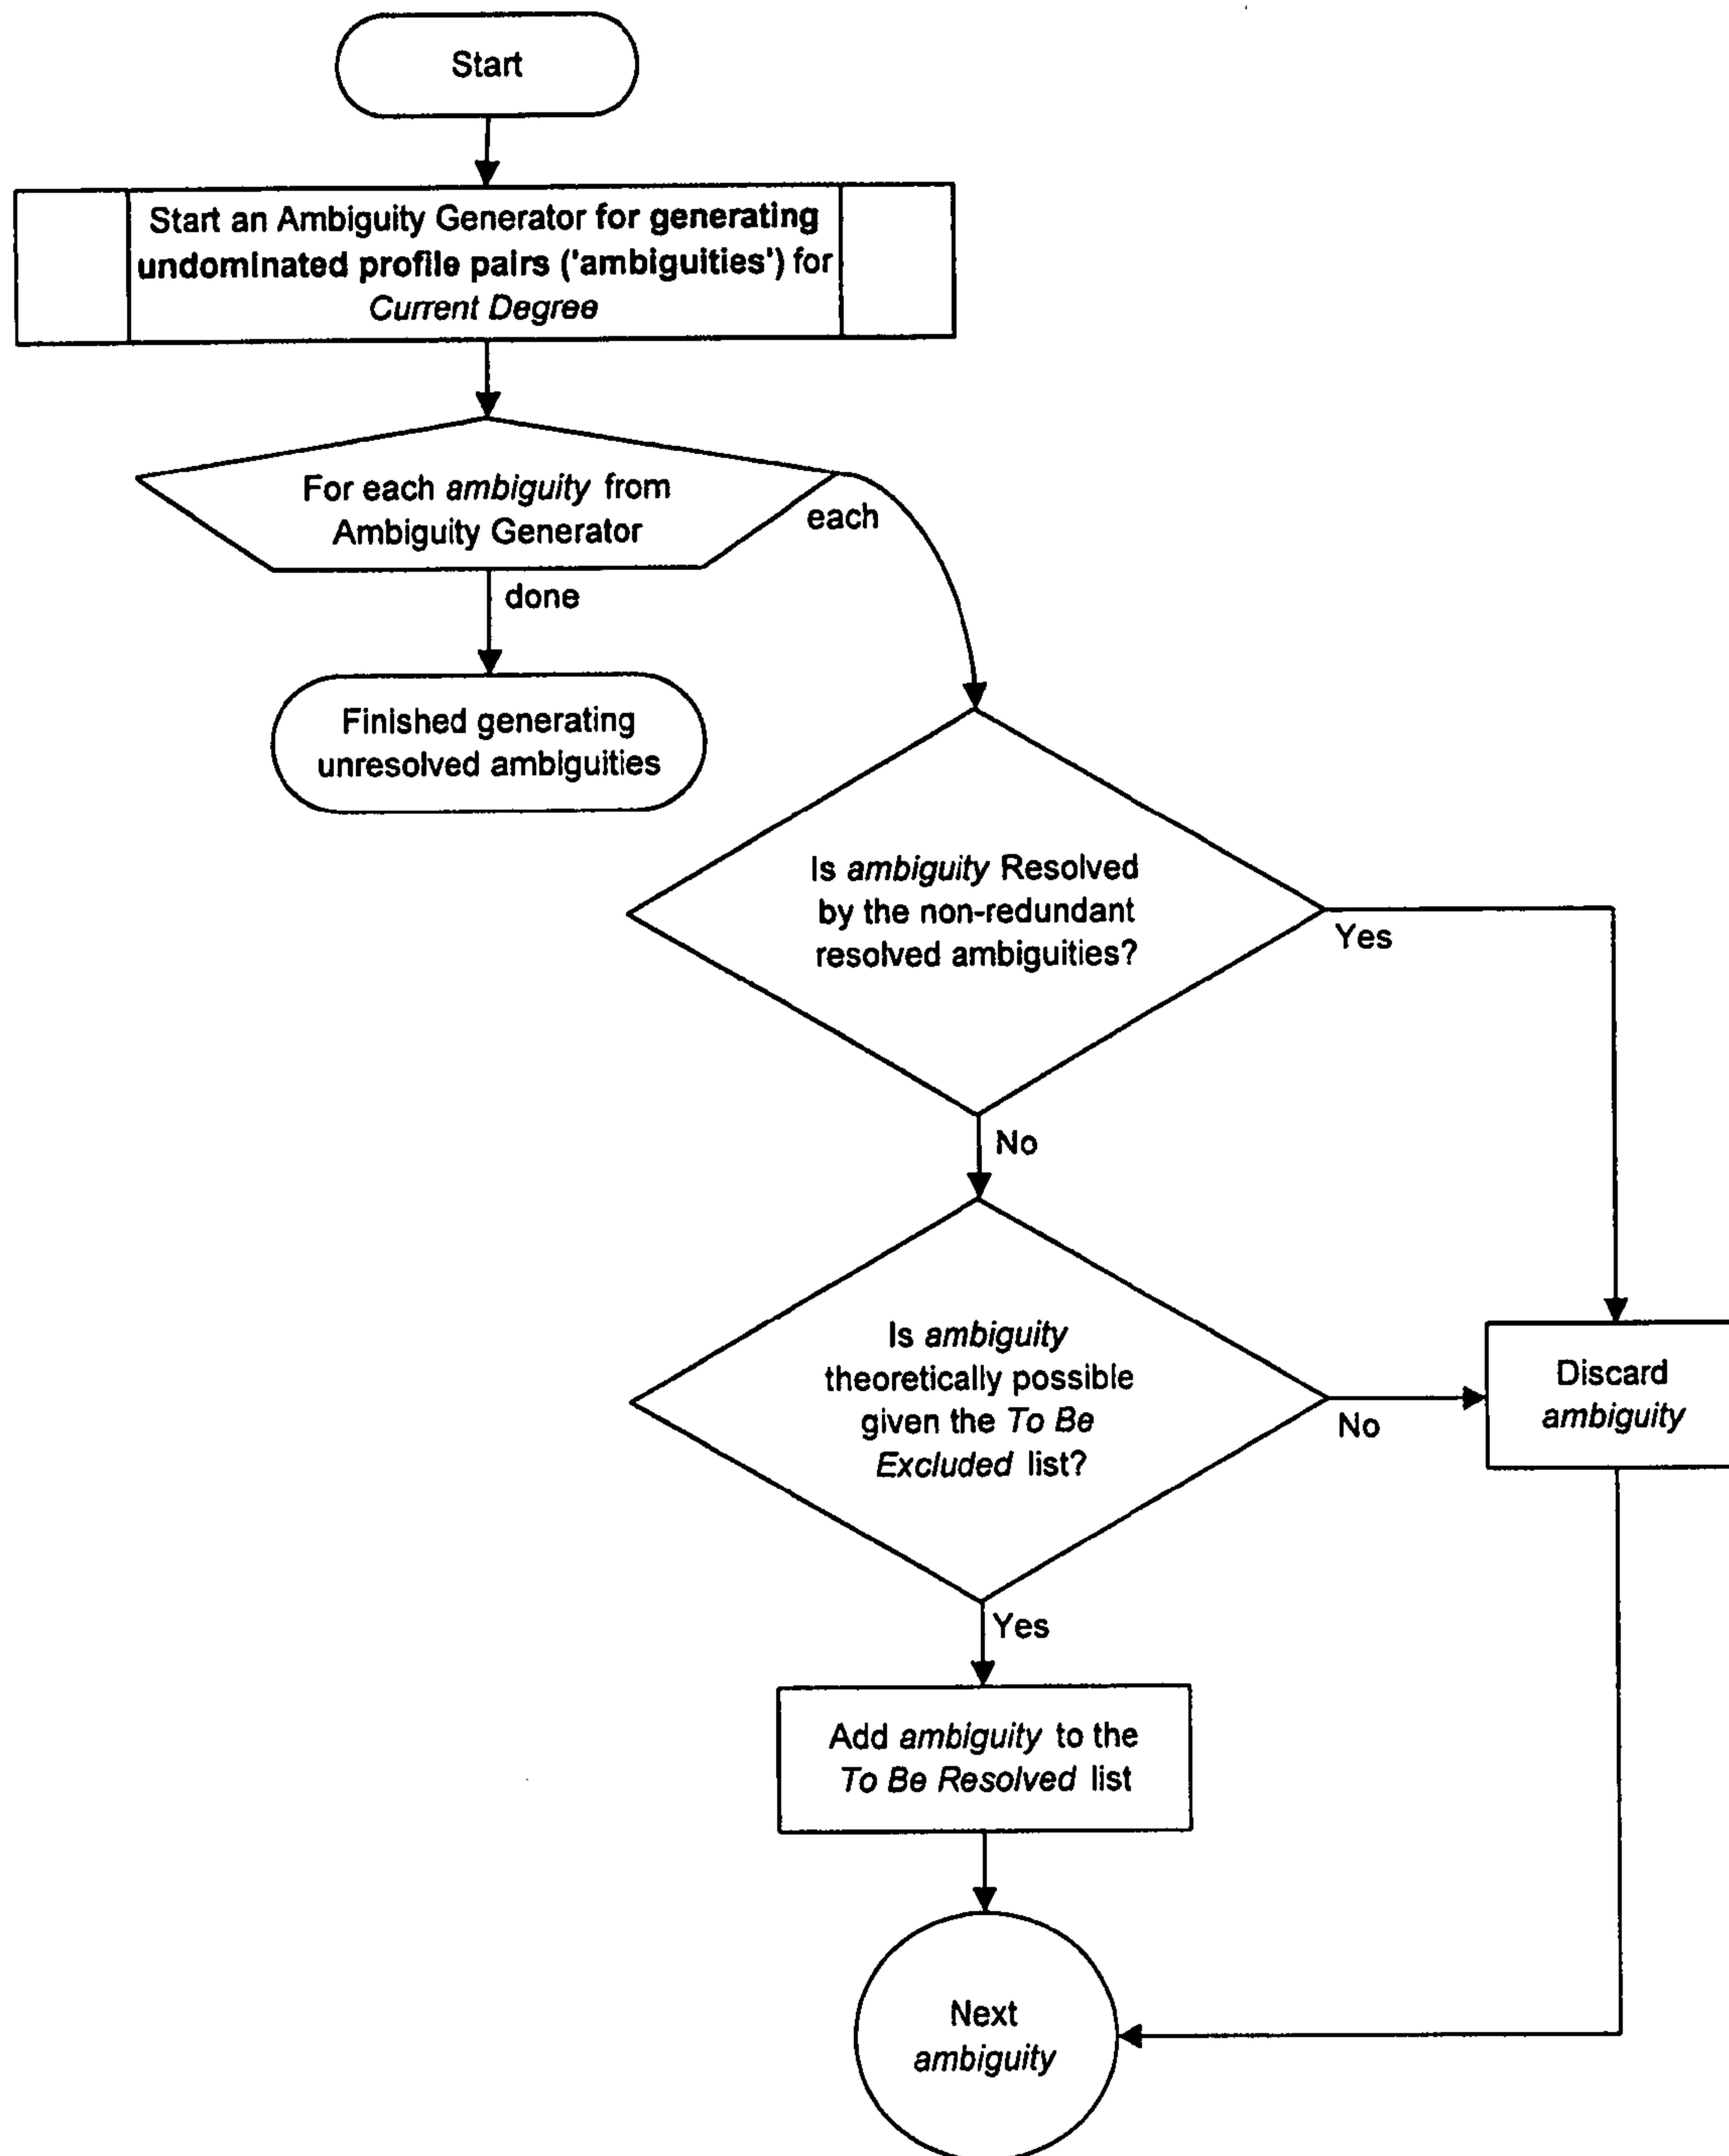 Start
Start an Ambiguity Generator for generating
undominated profile pairs ('ambiguities') for
Current Degree
For each ambiguity from
Ambiguity Generator
each
done
Finished generating
unresolved ambiguities
Is ambiguity Resolved
by the non-redundant
resolved ambiguities?
Yes
No
Is ambiguity
theoretically possible
given the To Be
Excluded list?
No
Discard
ambiguity
Yes
Add ambiguity to the
To Be Resolved list
Next
ambiguity